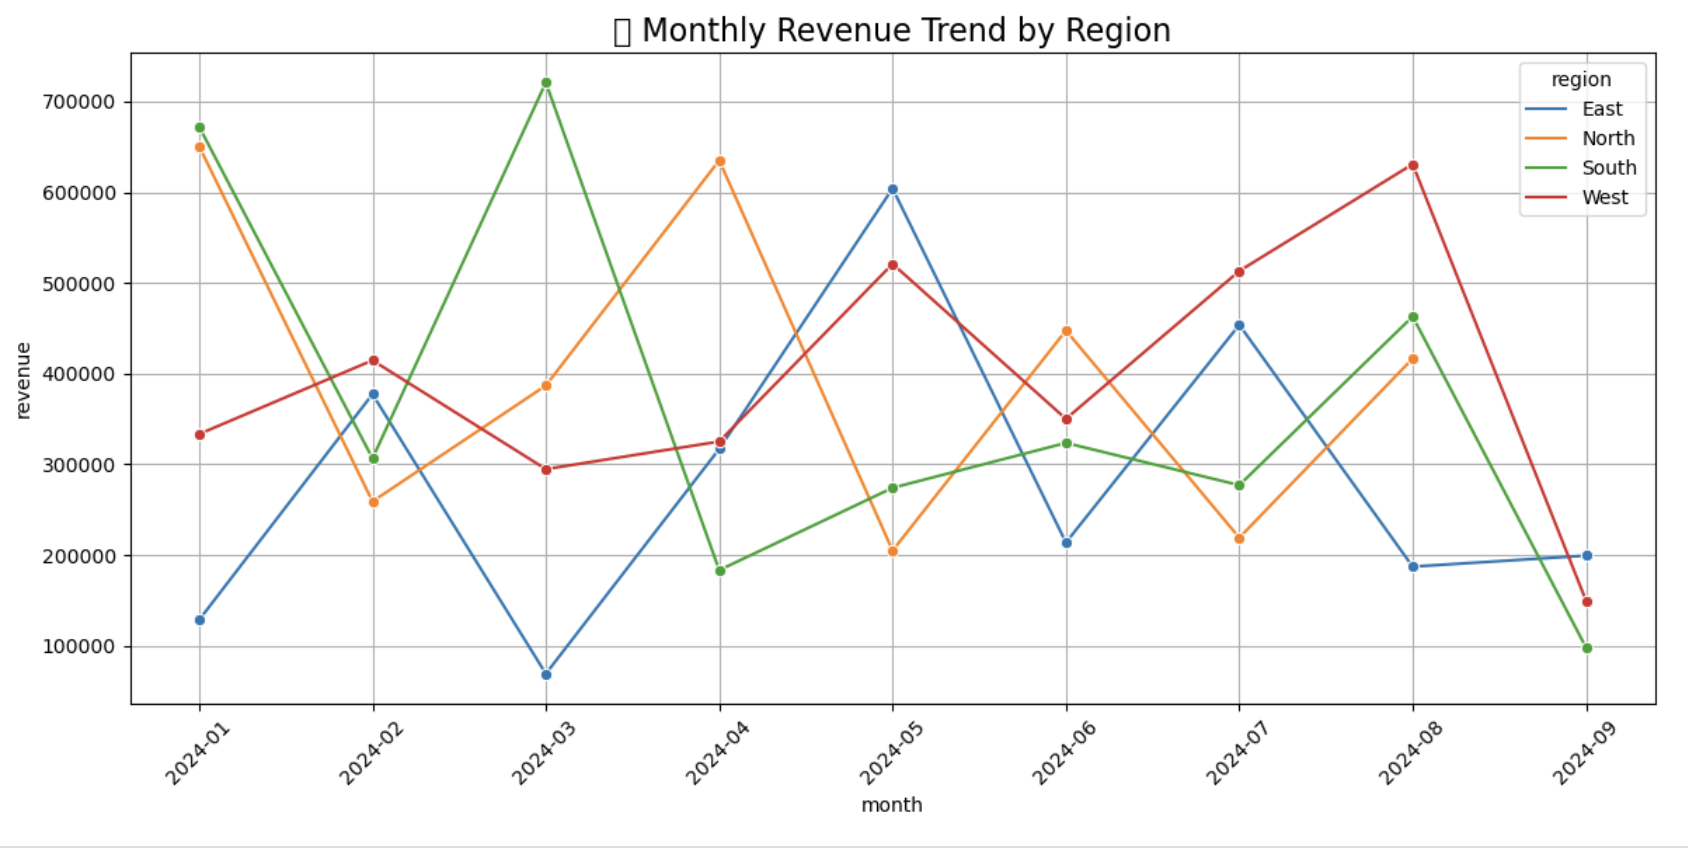 Monthly Revenue Trend by Region
region
East
North
South
West
revenue
700000
600000
500000
400000
300000
200000
100000
2024-01
2024-02
2024-03
2024-04
2024-05
2024-06
2024-07
2024-08
2024-09
month